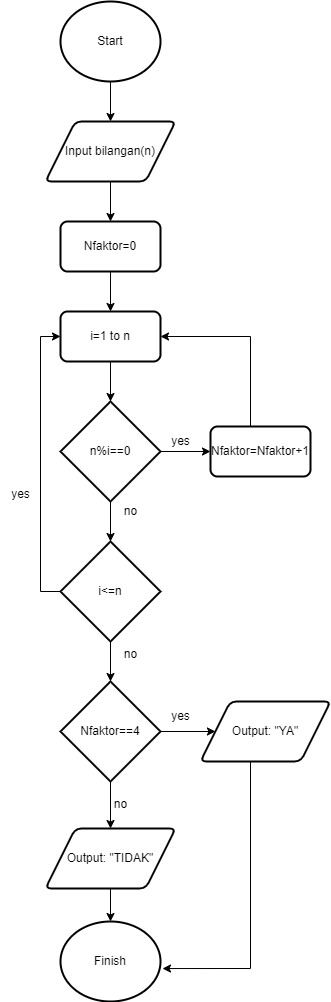 Start
Input bilangan(n)
Nfaktor=0
i=1 to n
n%i==0
yes
Nfaktor=Nfaktor+1
no
yes
i<=n
no
Nfaktor==4
yes
Output: "YA"
no
Output: "TIDAK"
Finish